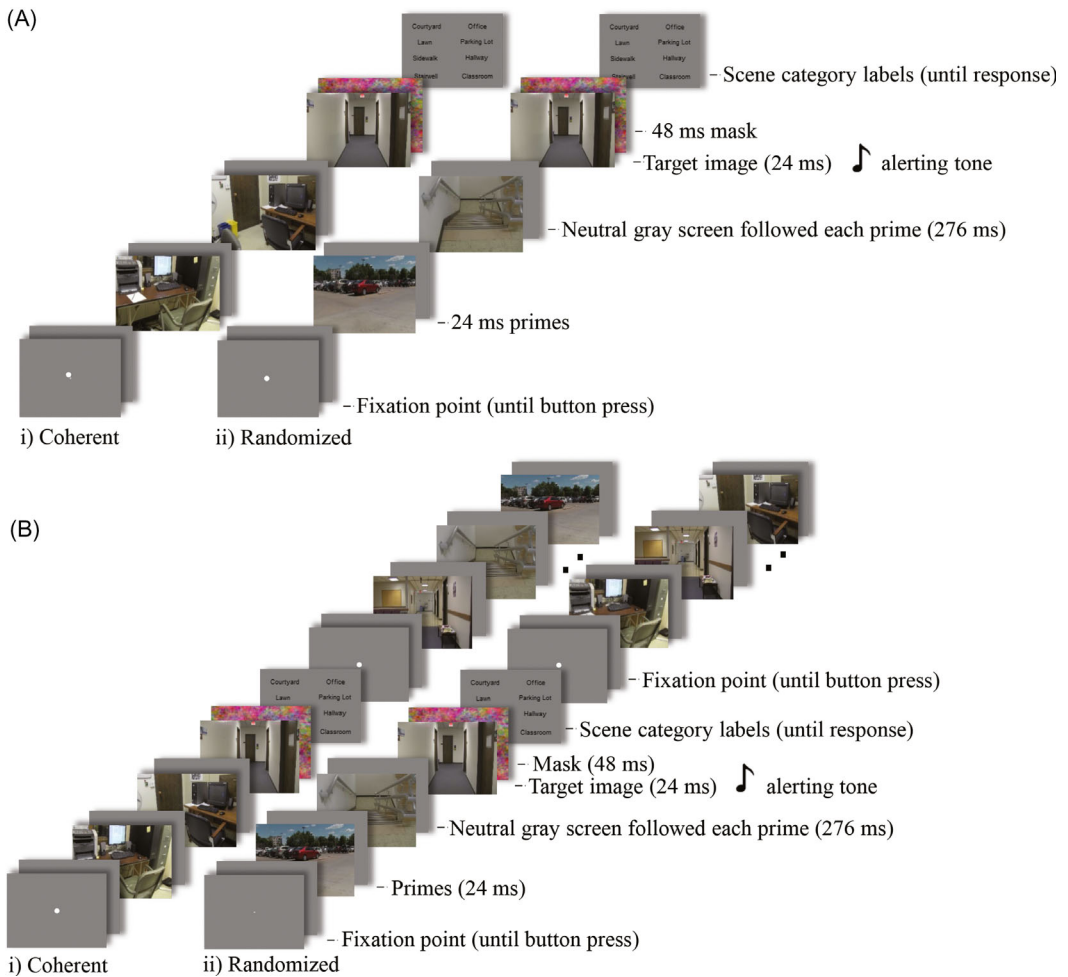 (A)
Courtyard Office
Lawn Parking Lot
Sidewalk Hallway
Stairwell Classroom
Courtyard Office
Lawn Parking Lot
Sidewalk Hallway
Stairwell Classroom
Scene category labels (until response)
48 ms mask
Target image (24 ms) alerting tone
Neutral gray screen followed each prime (276 ms)
24 ms primes
Fixation point (until button press)
i) Coherent ii) Randomized
(B)
Fixation point (until button press)
Courtyard Office
Lawn Parking Lot
Hallway
Classroom
Courtyard Office
Lawn Parking Lot
Hallway
Classroom
Scene category labels (until response)
Mask (48 ms)
Target image (24 ms) alerting tone
Neutral gray screen followed each prime (276 ms)
Primes (24 ms)
Fixation point (until button press)
i) Coherent ii) Randomized